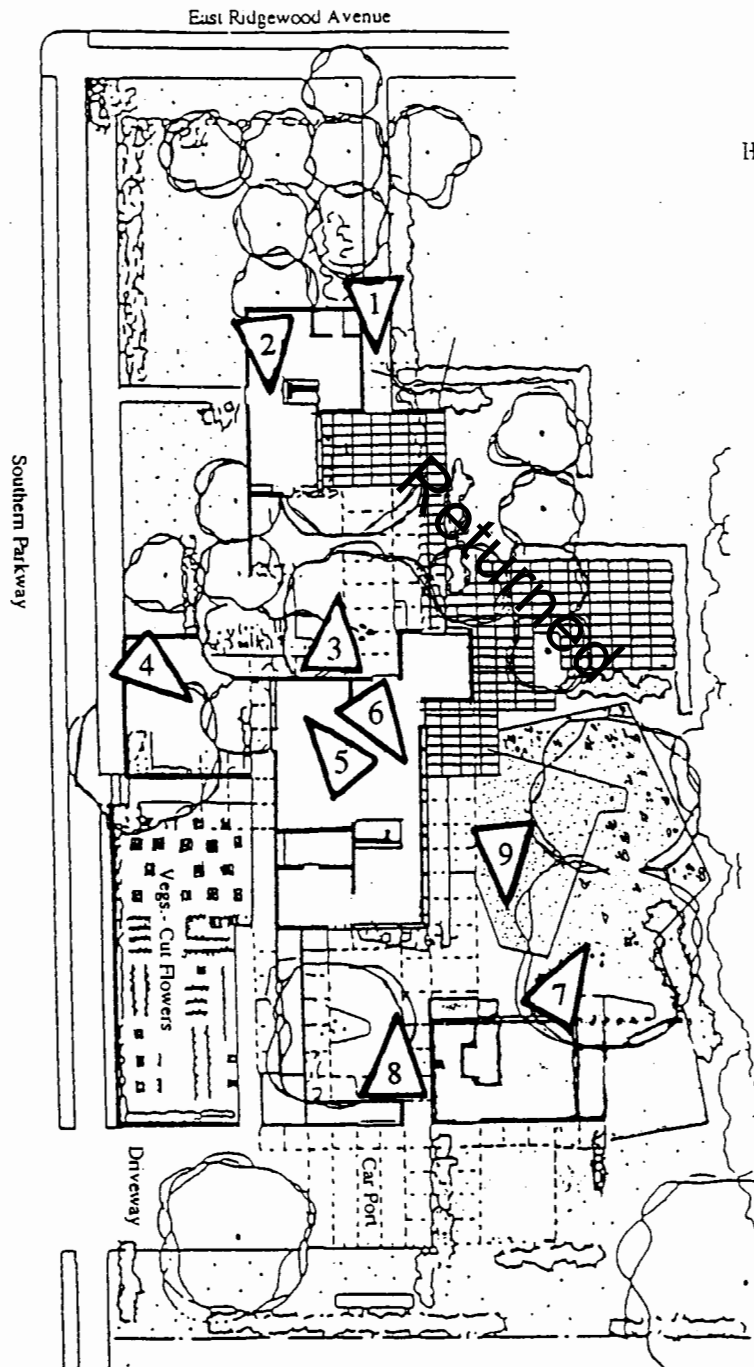 East Ridgewood Avenue
H
1
2
Southern Parkway
Returned
3
4
6
5
9
Vegs - Cut Flowers
7
8
Driveway
Car Port